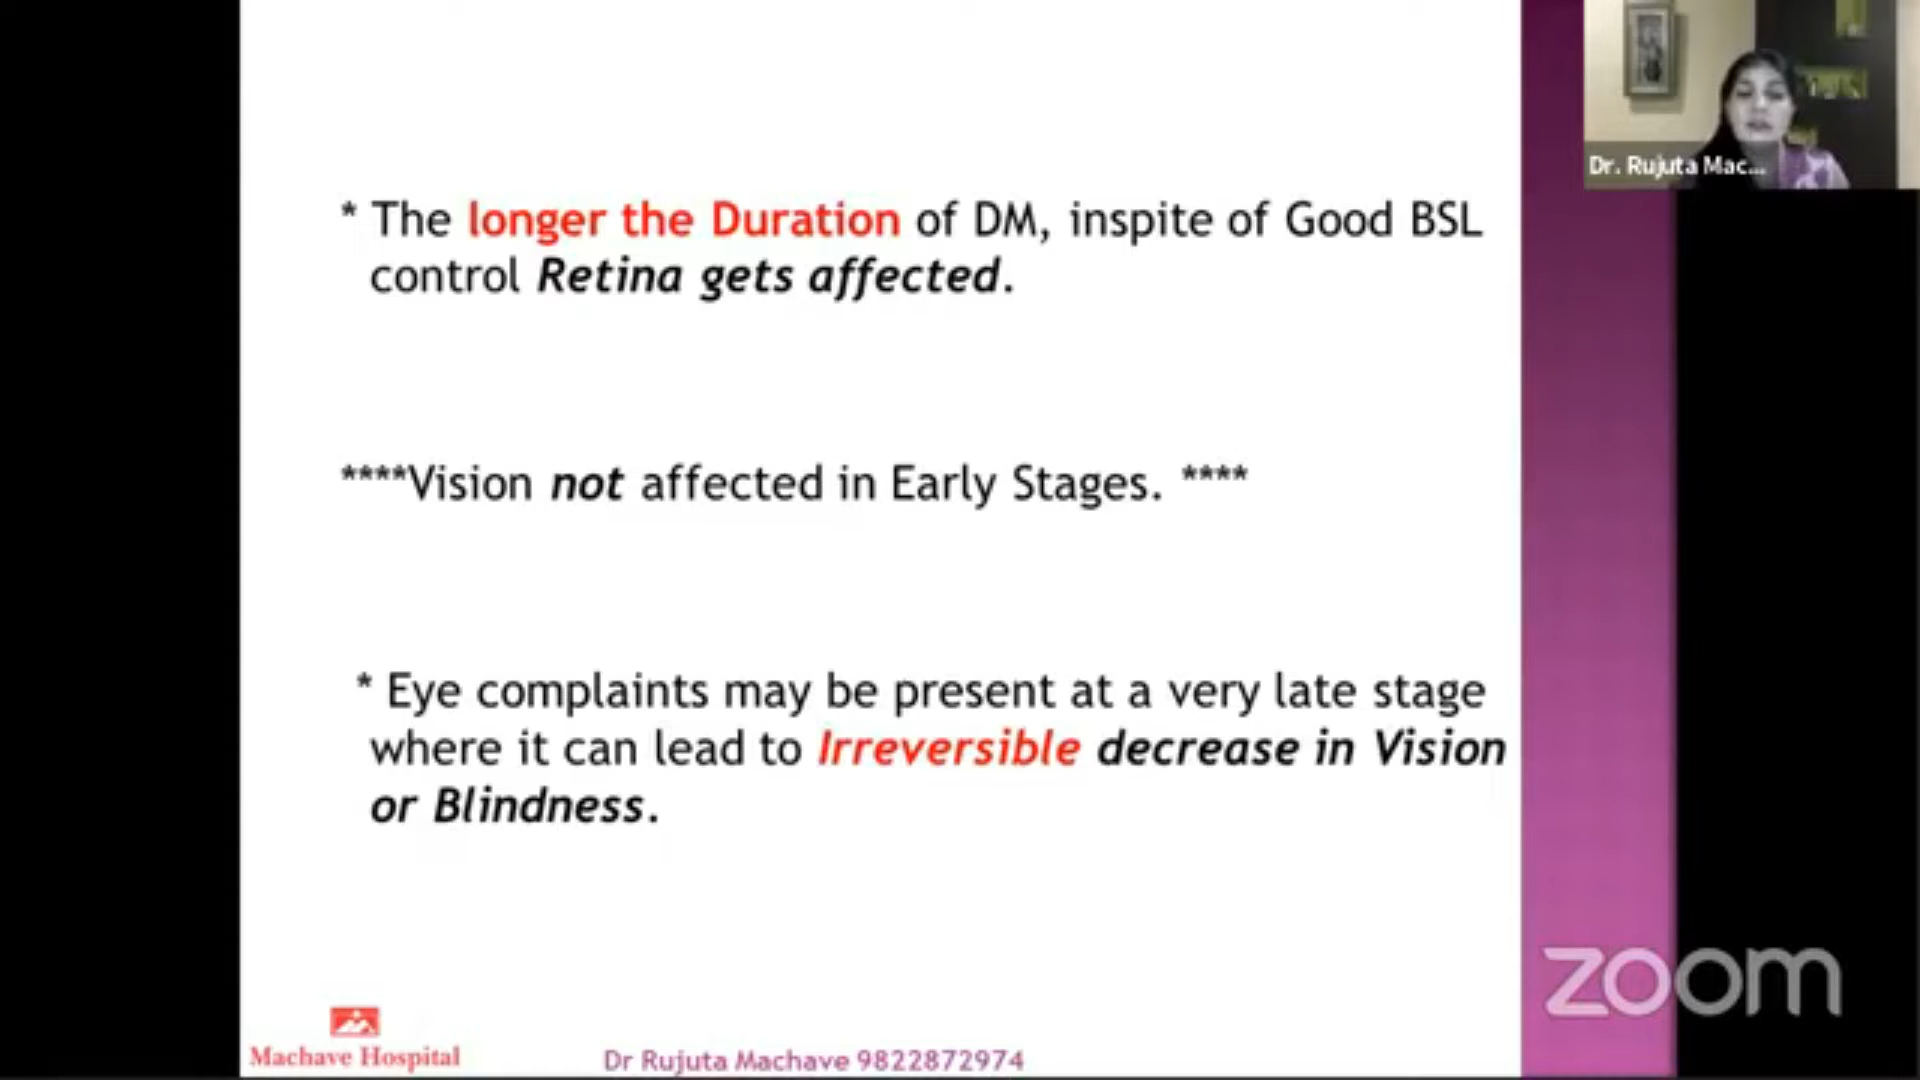 Dr. Rujuta Mac...
* The longer the Duration of DM, inspite of Good BSL
control Retina gets affected.
****Vision not affected in Early Stages. ****
* Eye complaints may be present at a very late stage
where it can lead to Irreversible decrease in Vision
or Blindness.
zoom
Machave Hospital
Dr Rujuta Machave 9822872974